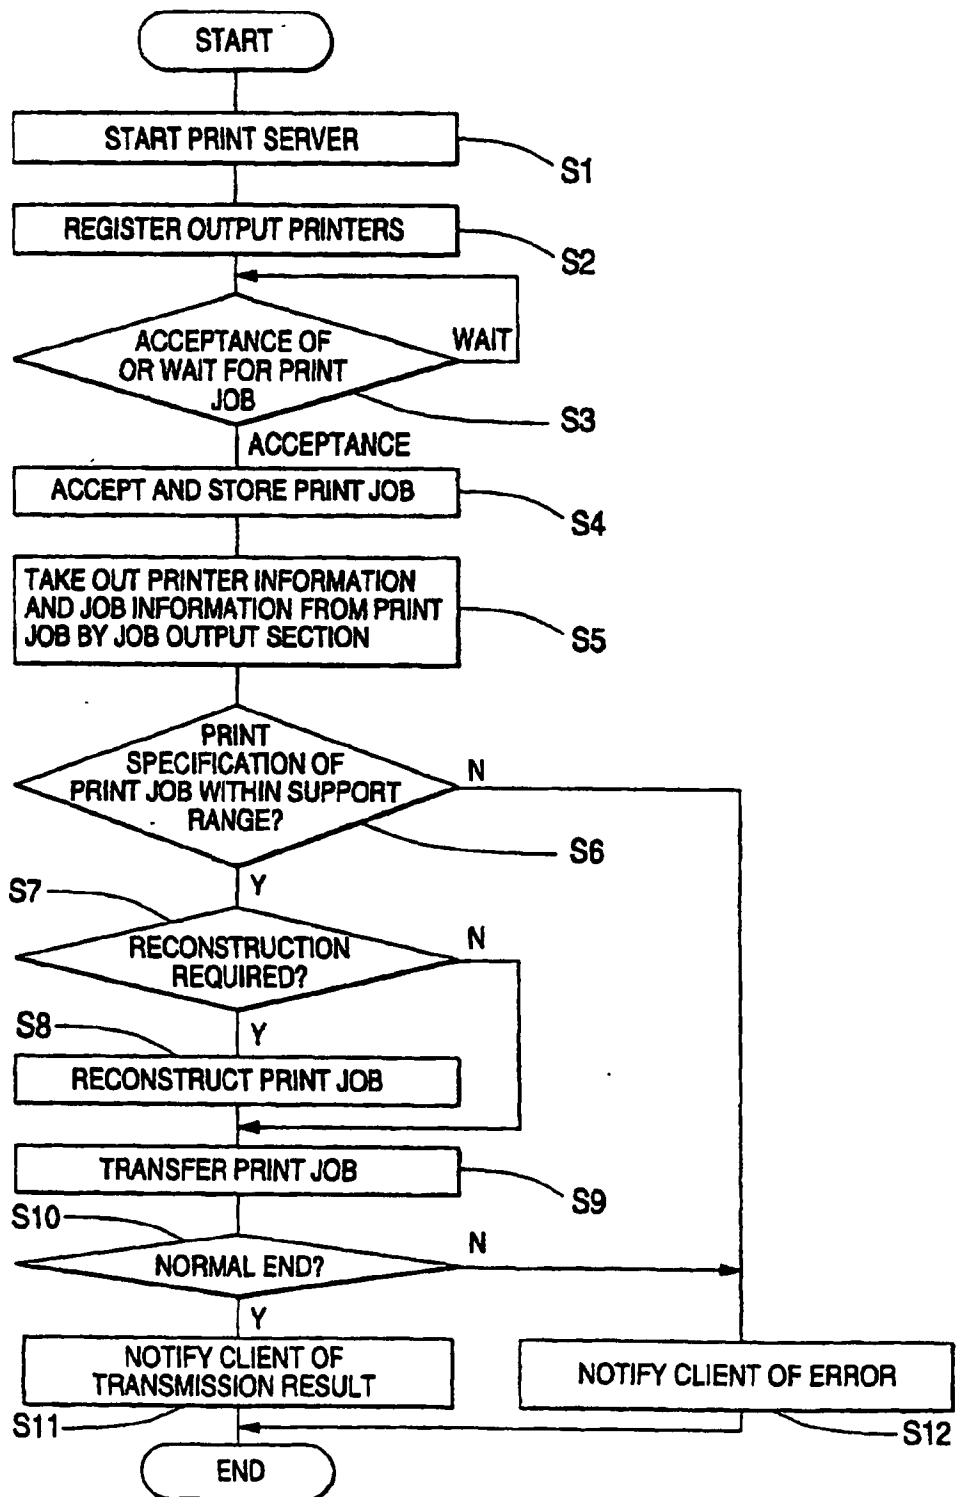 START
START PRINT SERVER
S1
REGISTER OUTPUT PRINTERS
S2
WAIT
ACCEPTANCE OF
OR WAIT FOR PRINT
JOB
S3
ACCEPTANCE
ACCEPT AND STORE PRINT JOB
S4
TAKE OUT PRINTER INFORMATION
AND JOB INFORMATION FROM PRINT
JOB BY JOB OUTPUT SECTION
S5
PRINT
SPECIFICATION OF
PRINT JOB WITHIN SUPPORT
RANGE?
N
S6
Y
S7
RECONSTRUCTION
REQUIRED?
N
Y
S8
RECONSTRUCT PRINT JOB
TRANSFER PRINT JOB
S9
S10
NORMAL END?
N
Y
NOTIFY CLIENT OF
TRANSMISSION RESULT
S11
NOTIFY CLIENT OF ERROR
S12
END